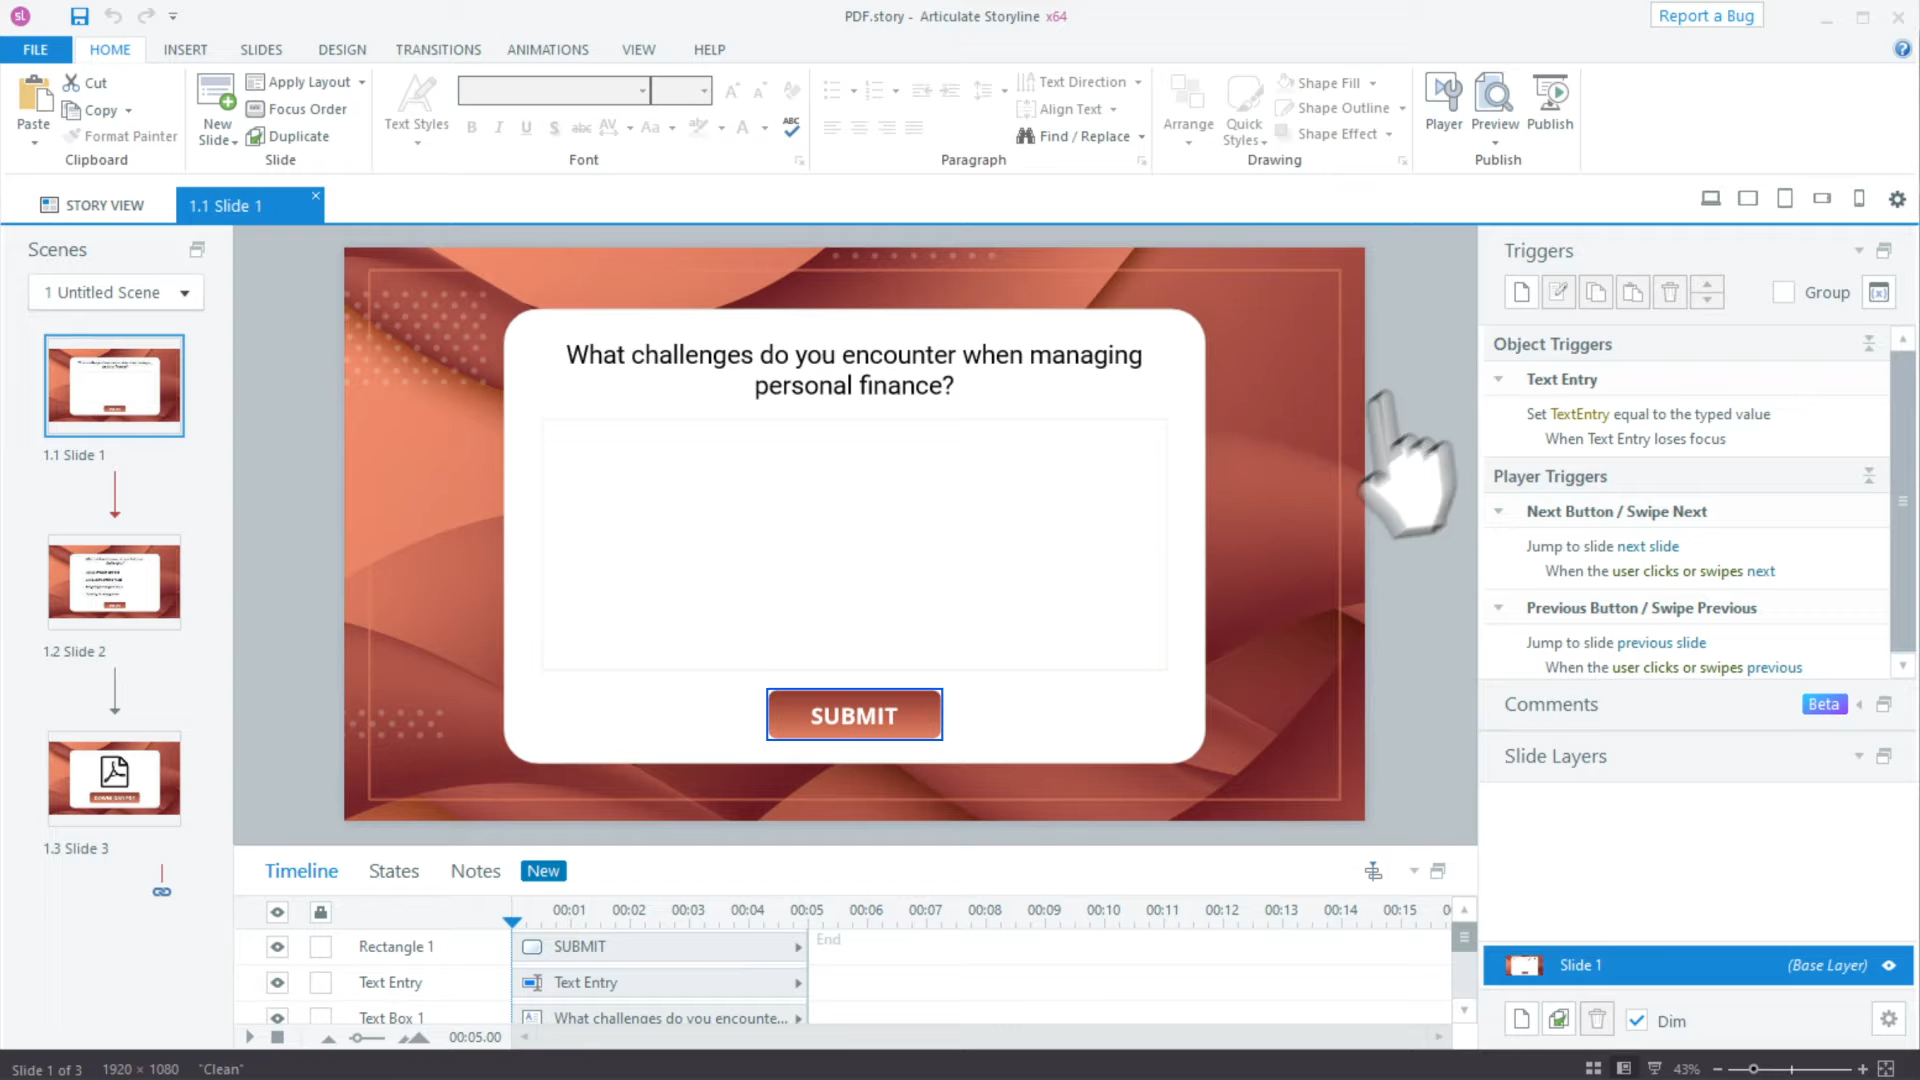 sl
PDF.story - Articulate Storyline x64
Report a Bug
FILE HOME INSERT SLIDES DESIGN TRANSITIONS ANIMATIONS VIEW HELP
Paste
Cut
Copy
Format Painter
Clipboard
New Slide
Apply Layout
Focus Order
Duplicate
Slide
Text Styles
B I U S abc AV Aa A ABC
Font
Text Direction
Align Text
Find / Replace
Paragraph
Arrange
Quick Styles
Shape Fill
Shape Outline
Shape Effect
Drawing
Player
Preview
Publish
Publish
STORY VIEW
1.1 Slide 1
Scenes
1 Untitled Scene
1.1 Slide 1
1.2 Slide 2
1.3 Slide 3
What challenges do you encounter when managing
personal finance?
SUBMIT
Triggers
Group
Object Triggers
Text Entry
Set TextEntry equal to the typed value
When Text Entry loses focus
Player Triggers
Next Button / Swipe Next
Jump to slide next slide
When the user clicks or swipes next
Previous Button / Swipe Previous
Jump to slide previous slide
When the user clicks or swipes previous
Comments
Beta
Slide Layers
Slide 1 (Base Layer)
Dim
Timeline States Notes New
00:01 00:02 00:03 00:04 00:05 00:06 00:07 00:08 00:09 00:10 00:11 00:12 00:13 00:14 00:15
Rectangle 1 SUBMIT End
Text Entry Text Entry
Text Box 1 What challenges do you encounte...
00:05.00
Slide 1 of 3 1920 × 1080 "Clean" 43%